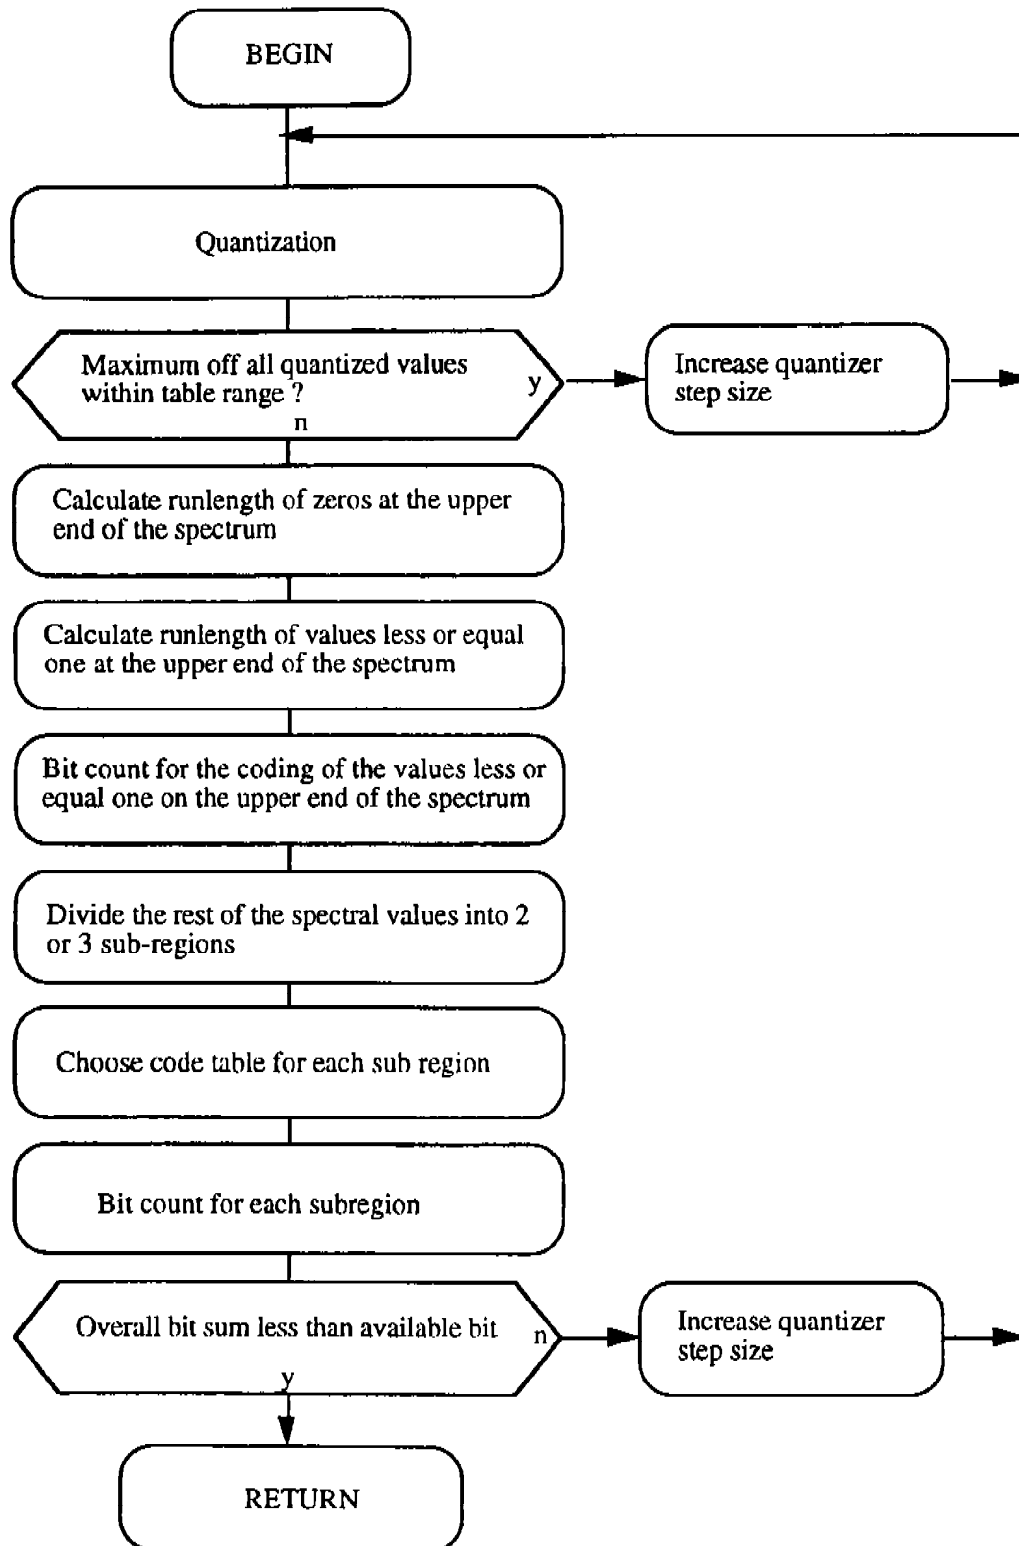 BEGIN
Quantization
Maximum off all quantized values
within table range ?
y
n
Increase quantizer
step size
Calculate runlength of zeros at the upper
end of the spectrum
Calculate runlength of values less or equal
one at the upper end of the spectrum
Bit count for the coding of the values less or
equal one on the upper end of the spectrum
Divide the rest of the spectral values into 2
or 3 sub-regions
Choose code table for each sub region
Bit count for each subregion
Overall bit sum less than available bit
n
y
Increase quantizer
step size
RETURN